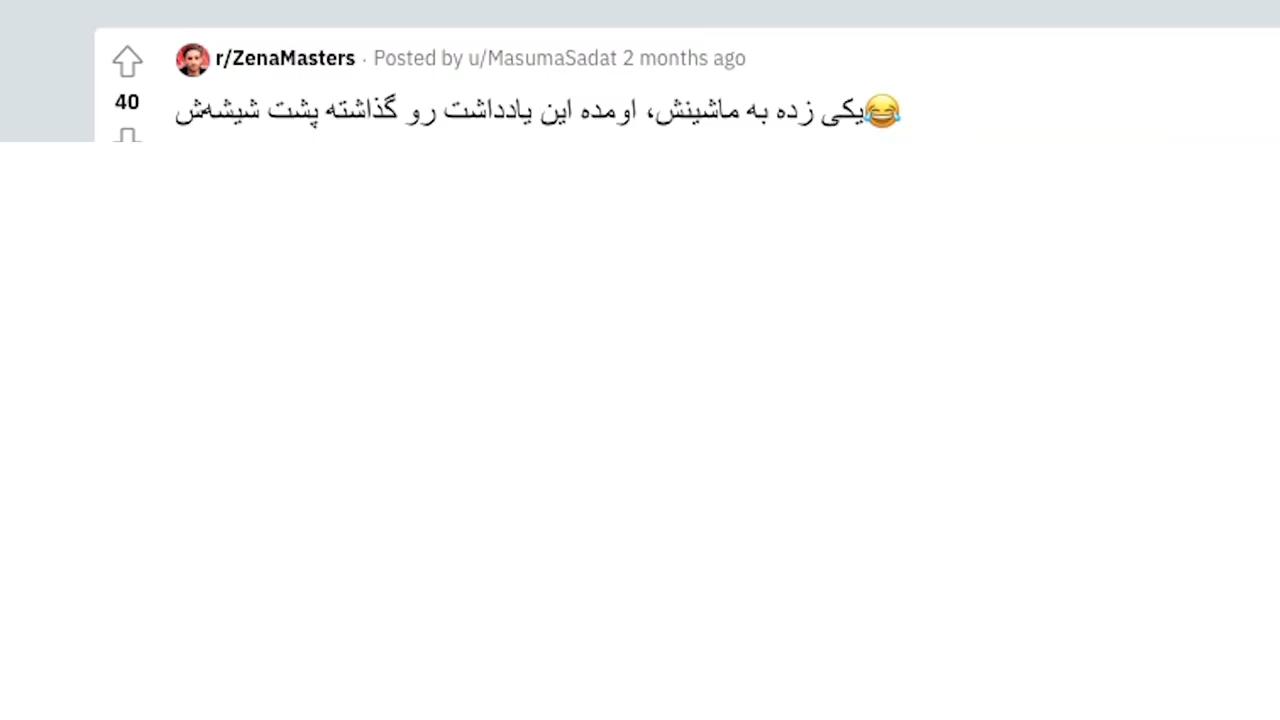 r/ZenaMasters · Posted by u/MasumaSadat 2 months ago
40
😂یکی زده به ماشینش، اومده این یادداشت رو گذاشته پشت شیشه‌ش